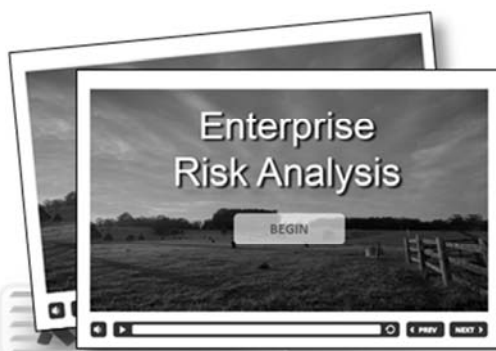 Enterprise
Risk Analysis
BEGIN
< PREV NEXT >